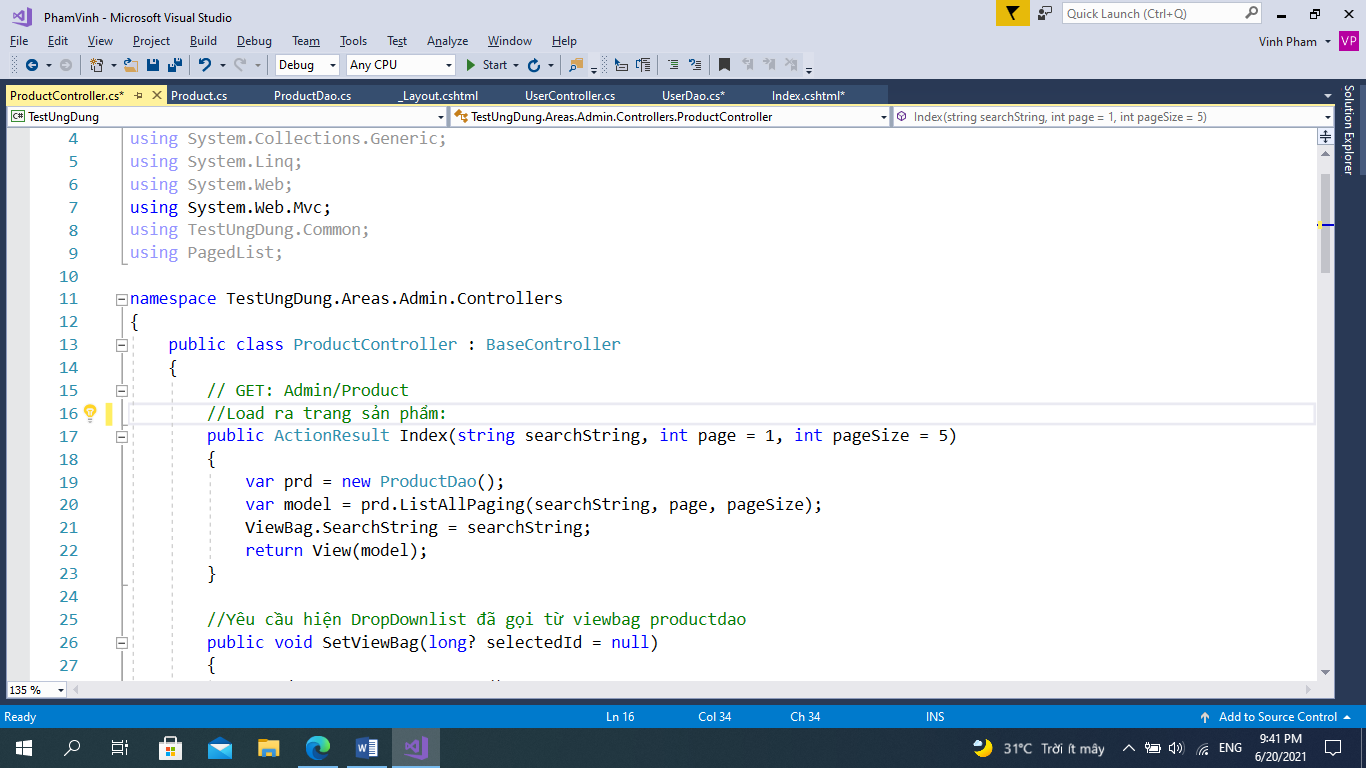 PhamVinh - Microsoft Visual Studio
Quick Launch (Ctrl+Q)
File Edit View Project Build Debug Team Tools Test Analyze Window Help
Vinh Pham VP
Debug Any CPU Start
ProductController.cs* Product.cs ProductDao.cs _Layout.cshtml UserController.cs UserDao.cs* Index.cshtml*
Solution Explorer
C# TestUngDung TestUngDung.Areas.Admin.Controllers.ProductController Index(string searchString, int page = 1, int pageSize = 5)
4 using System.Collections.Generic;
5 using System.Linq;
6 using System.Web;
7 using System.Web.Mvc;
8 using TestUngDung.Common;
9 using PagedList;
10
11 namespace TestUngDung.Areas.Admin.Controllers
12 {
13 public class ProductController : BaseController
14 {
15 // GET: Admin/Product
16 //Load ra trang sản phẩm:
17 public ActionResult Index(string searchString, int page = 1, int pageSize = 5)
18 {
19 var prd = new ProductDao();
20 var model = prd.ListAllPaging(searchString, page, pageSize);
21 ViewBag.SearchString = searchString;
22 return View(model);
23 }
24
25 //Yêu cầu hiện DropDownlist đã gọi từ viewbag productdao
26 public void SetViewBag(long? selectedId = null)
27 {
135 %
Ready Ln 16 Col 34 Ch 34 INS Add to Source Control
31°C Trời ít mây ENG 9:41 PM
6/20/2021